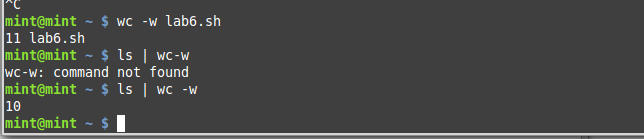 ^C
mint@mint ~ $ wc -w lab6.sh
11 lab6.sh
mint@mint ~ $ ls | wc-w
wc-w: command not found
mint@mint ~ $ ls | wc -w
10
mint@mint ~ $